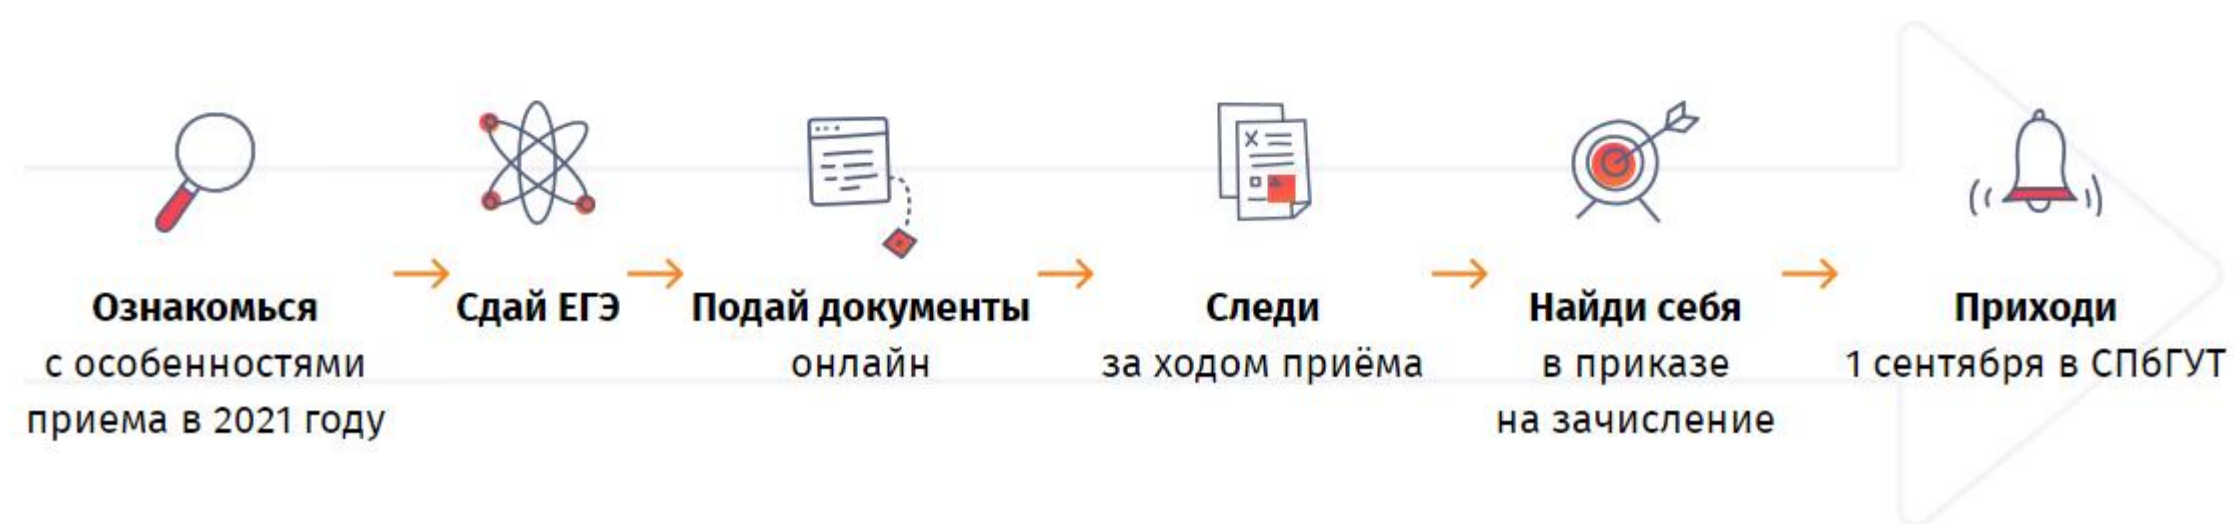 Ознакомься
с особенностями
приема в 2021 году
Сдай ЕГЭ
Подай документы
онлайн
Следи
за ходом приёма
Найди себя
в приказе
на зачисление
Приходи
1 сентября в СПбГУТ